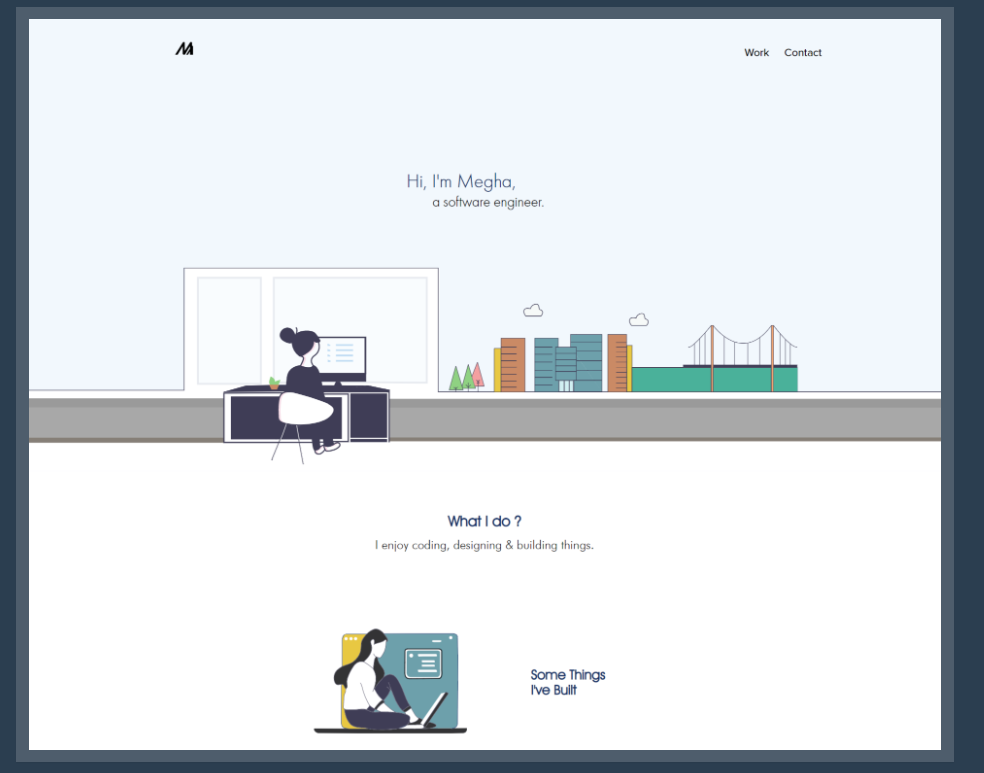 Work Contact
Hi, I'm Megha,
a software engineer.
What I do ?
I enjoy coding, designing & building things.
Some Things
I've Built